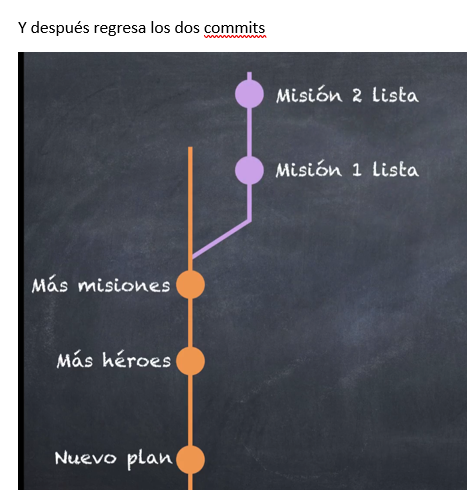 Y después regresa los dos commits
Misión 2 lista
Misión 1 lista
Más misiones
Más héroes
Nuevo plan